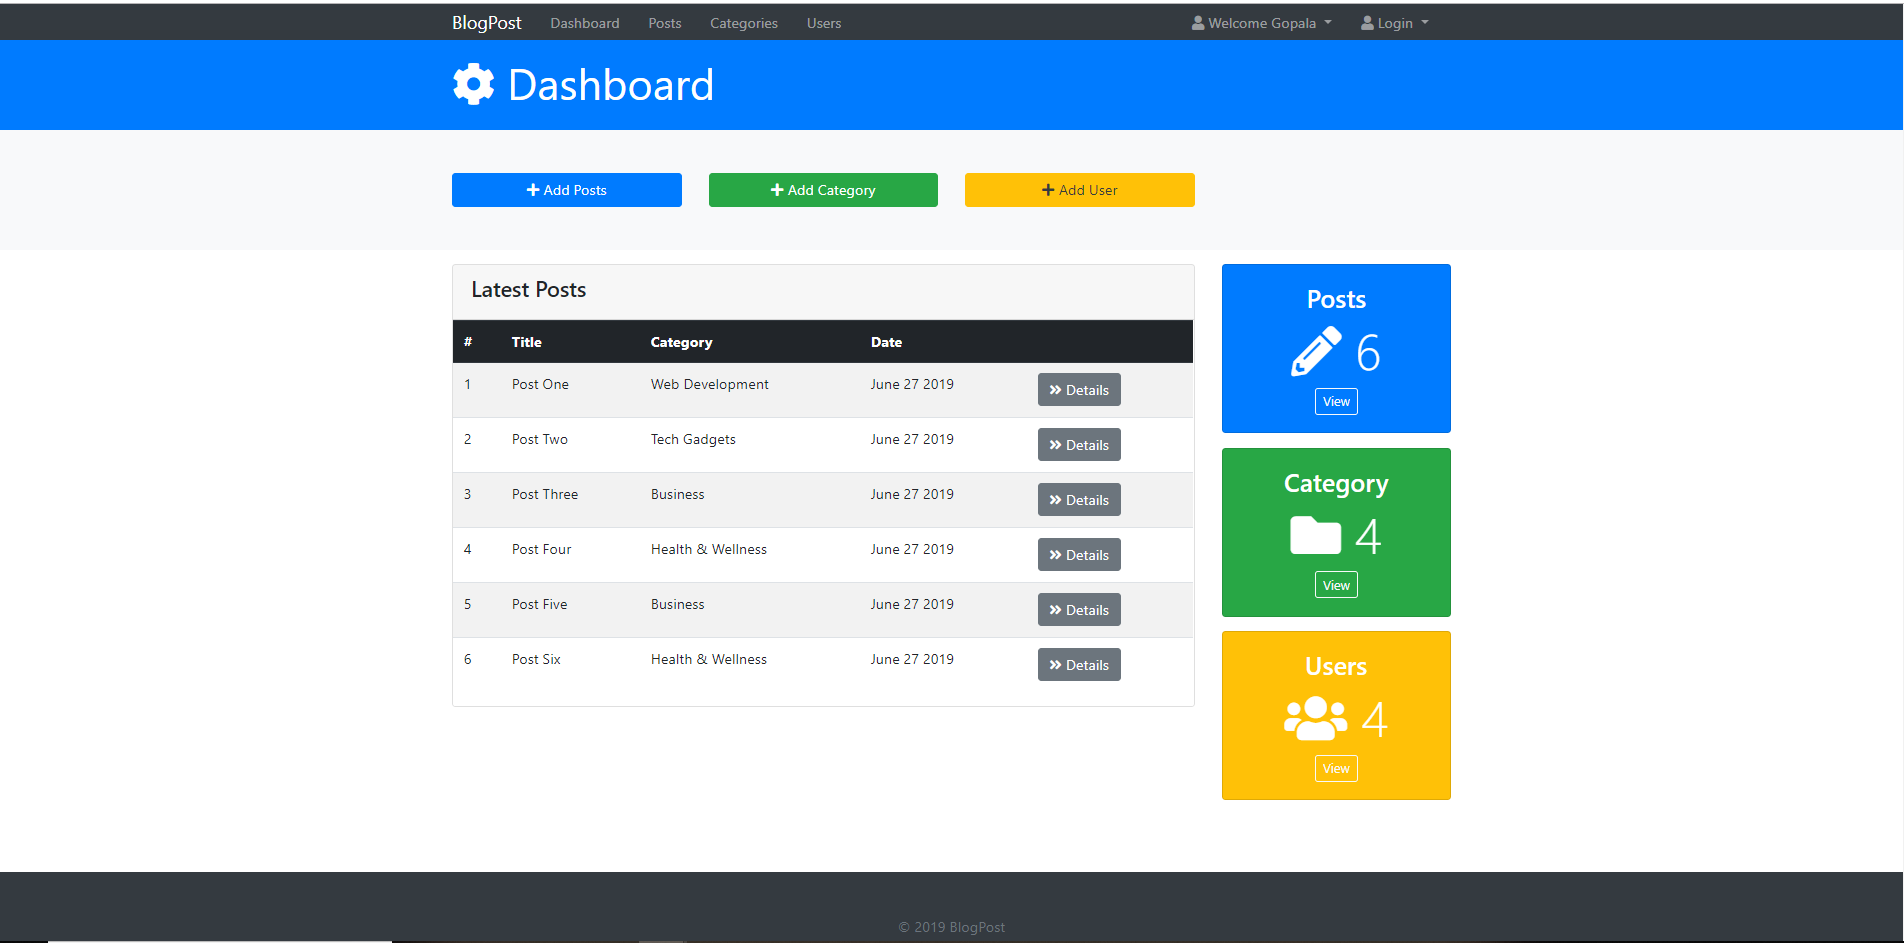 BlogPost Dashboard Posts Categories Users Welcome Gopala Login
Dashboard
Add Posts Add Category Add User
Latest Posts
# Title Category Date
1 Post One Web Development June 27 2019 Details
2 Post Two Tech Gadgets June 27 2019 Details
3 Post Three Business June 27 2019 Details
4 Post Four Health & Wellness June 27 2019 Details
5 Post Five Business June 27 2019 Details
6 Post Six Health & Wellness June 27 2019 Details
Posts
6
View
Category
4
View
Users
4
View
© 2019 BlogPost